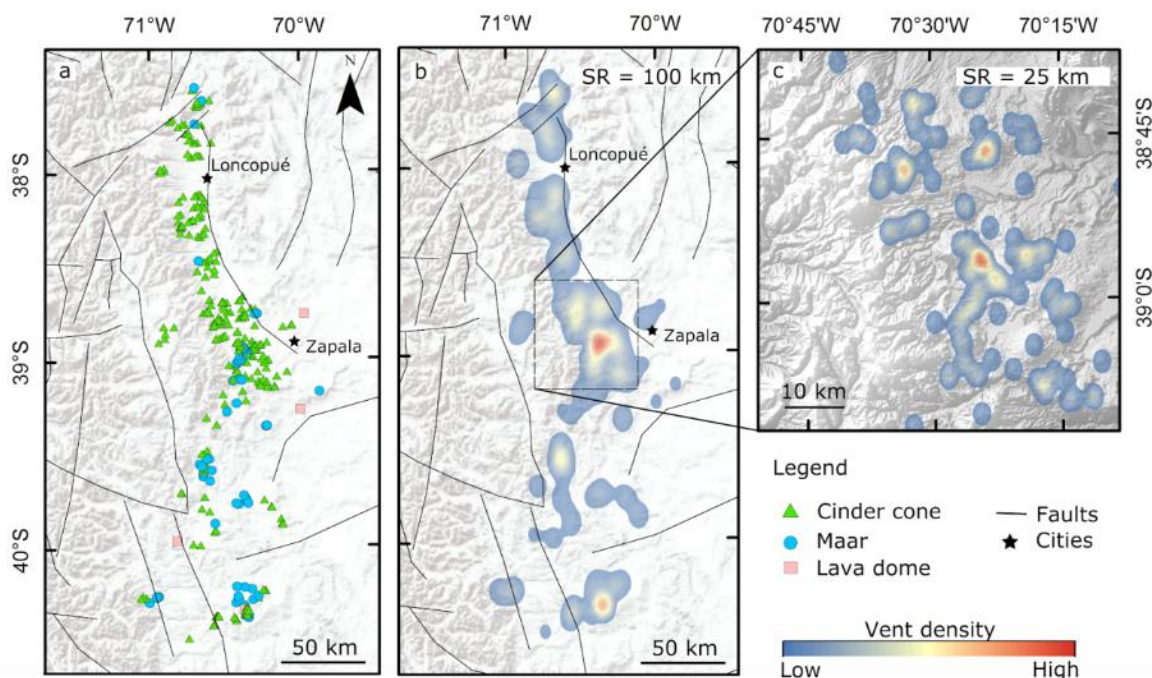 71°W
70°W
71°W
70°W
70°45'W
70°30'W
70°15'W
a
N
b
SR = 100 km
c
SR = 25 km
38°S
39°S
40°S
Loncopué
Zapala
50 km
Loncopué
Zapala
50 km
38°45'S
39°0'S
10 km
Legend
Cinder cone
Maar
Lava dome
Faults
Cities
Vent density
Low
High